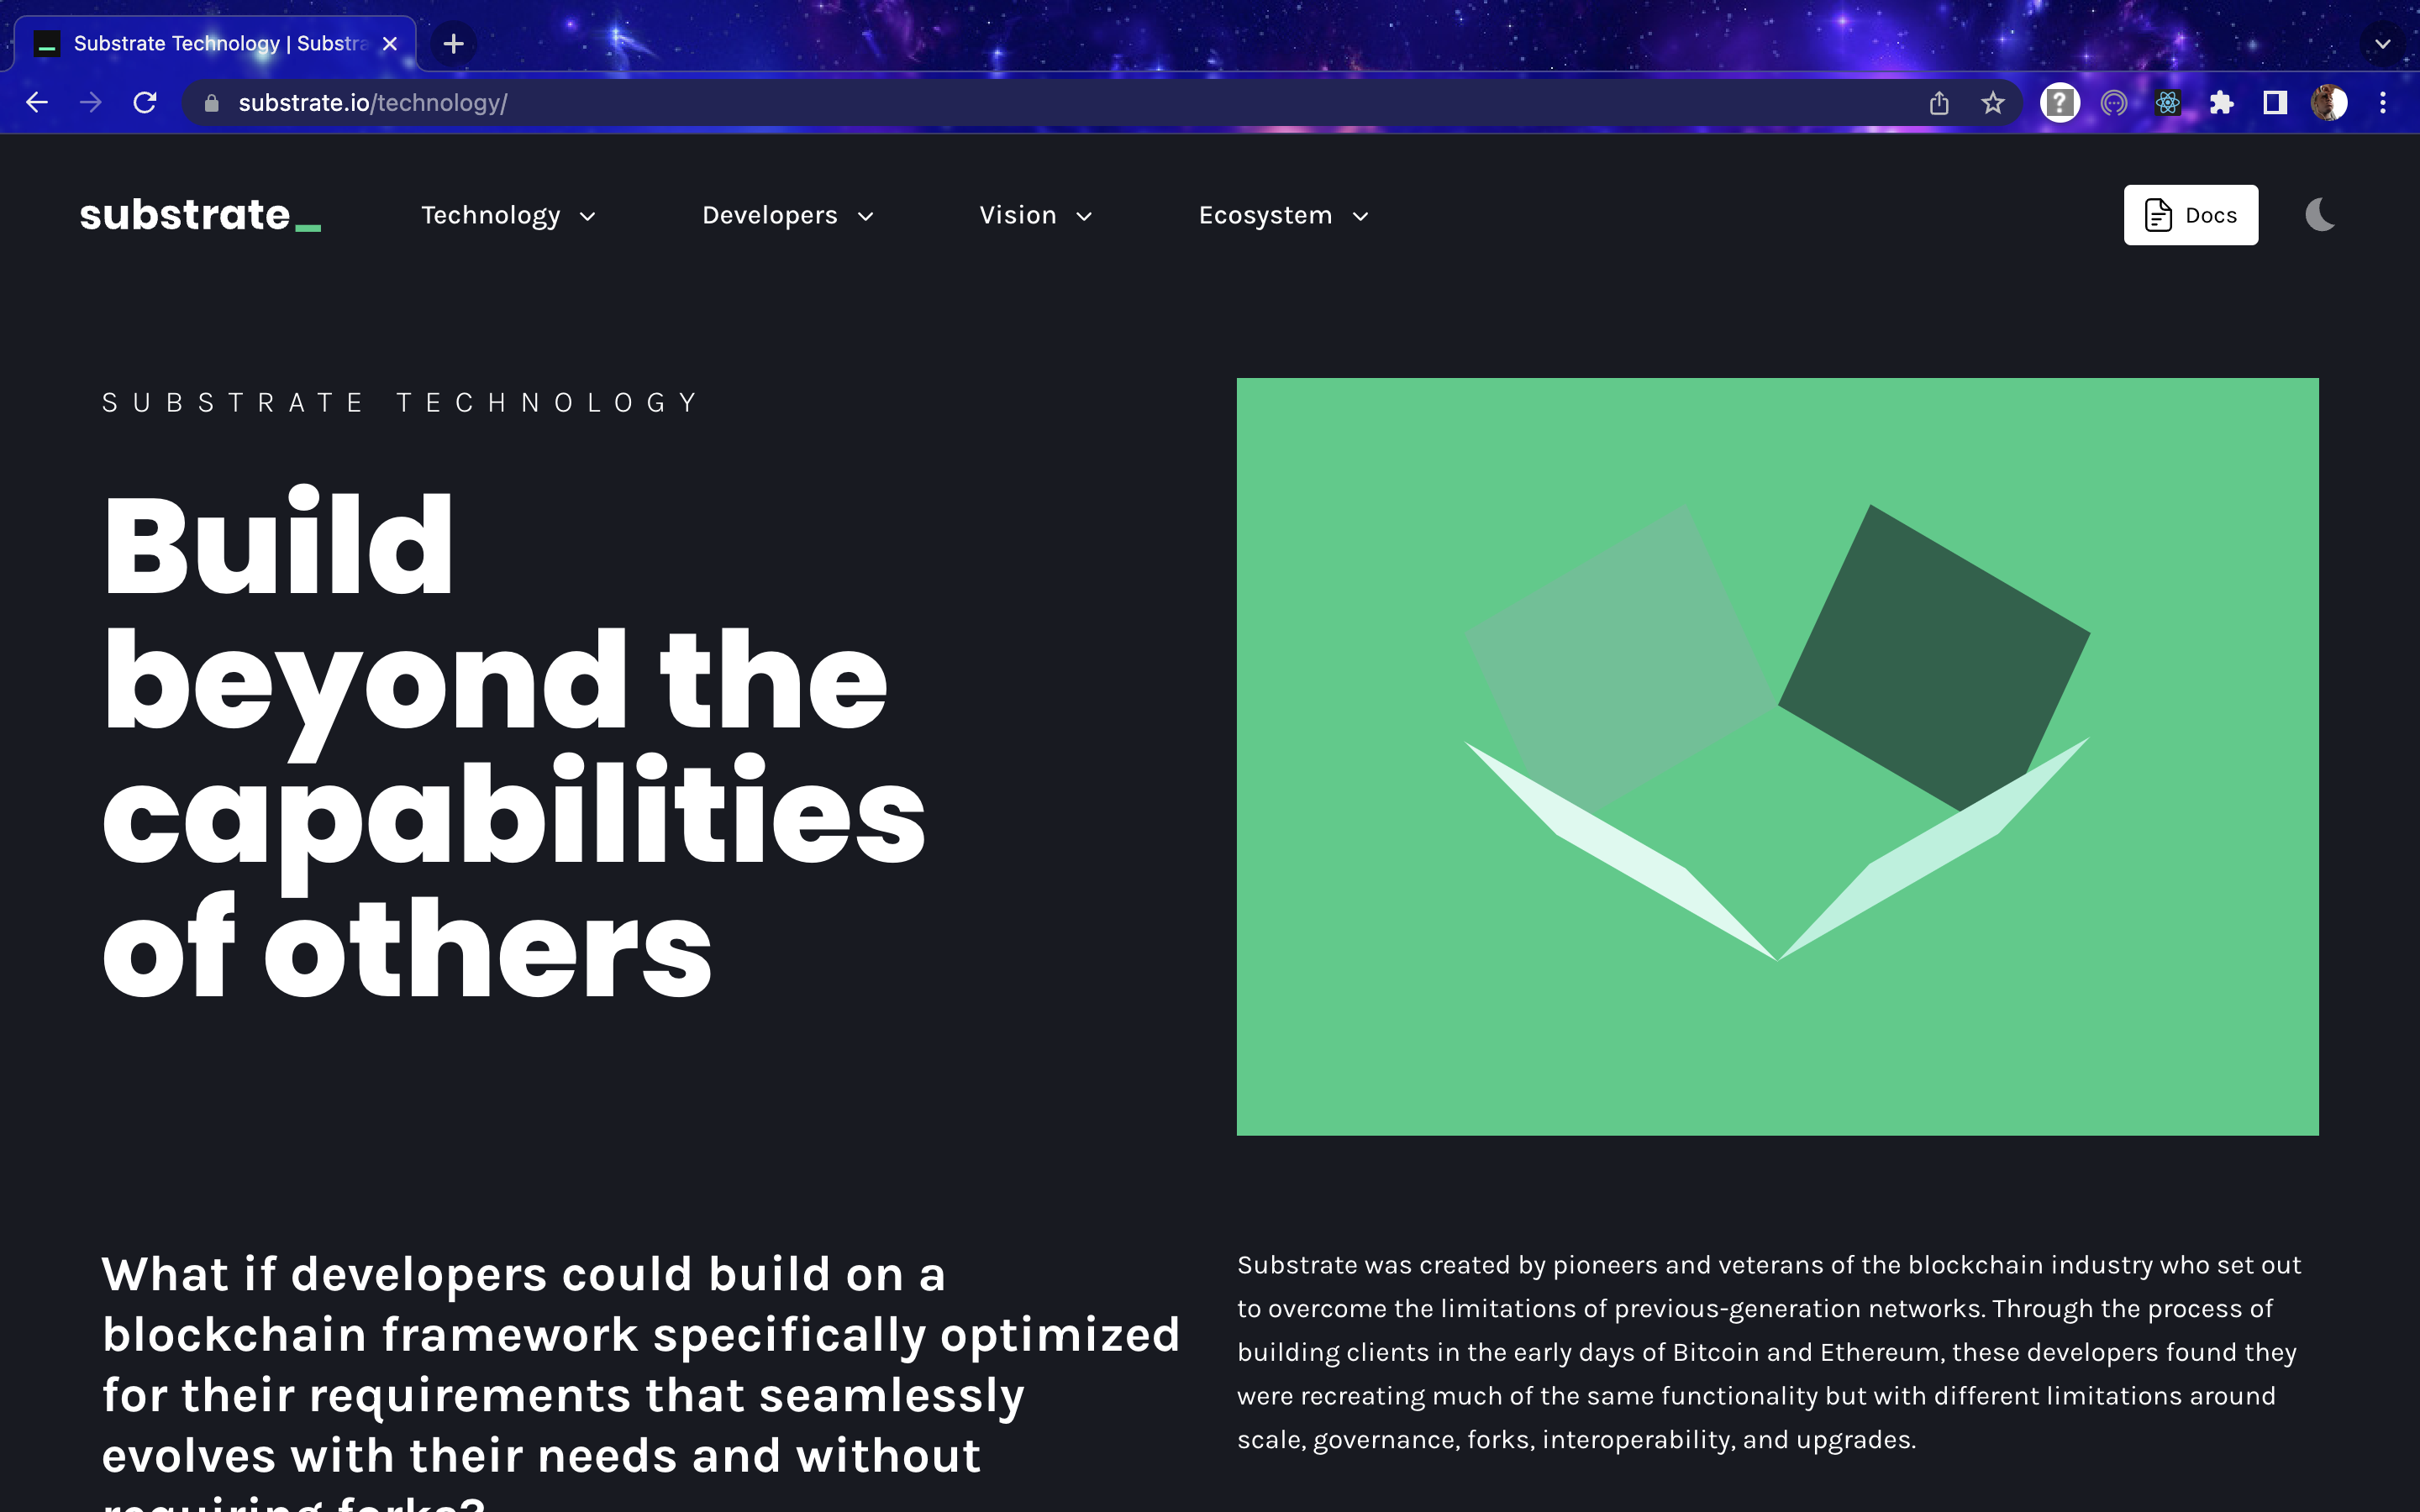 Substrate Technology | Substra
substrate.io/technology/
substrate_
Technology
Developers
Vision
Ecosystem
Docs
SUBSTRATE TECHNOLOGY
Build
beyond the
capabilities
of others
What if developers could build on a
blockchain framework specifically optimized
for their requirements that seamlessly
evolves with their needs and without
requiring forks?
Substrate was created by pioneers and veterans of the blockchain industry who set out
to overcome the limitations of previous-generation networks. Through the process of
building clients in the early days of Bitcoin and Ethereum, these developers found they
were recreating much of the same functionality but with different limitations around
scale, governance, forks, interoperability, and upgrades.